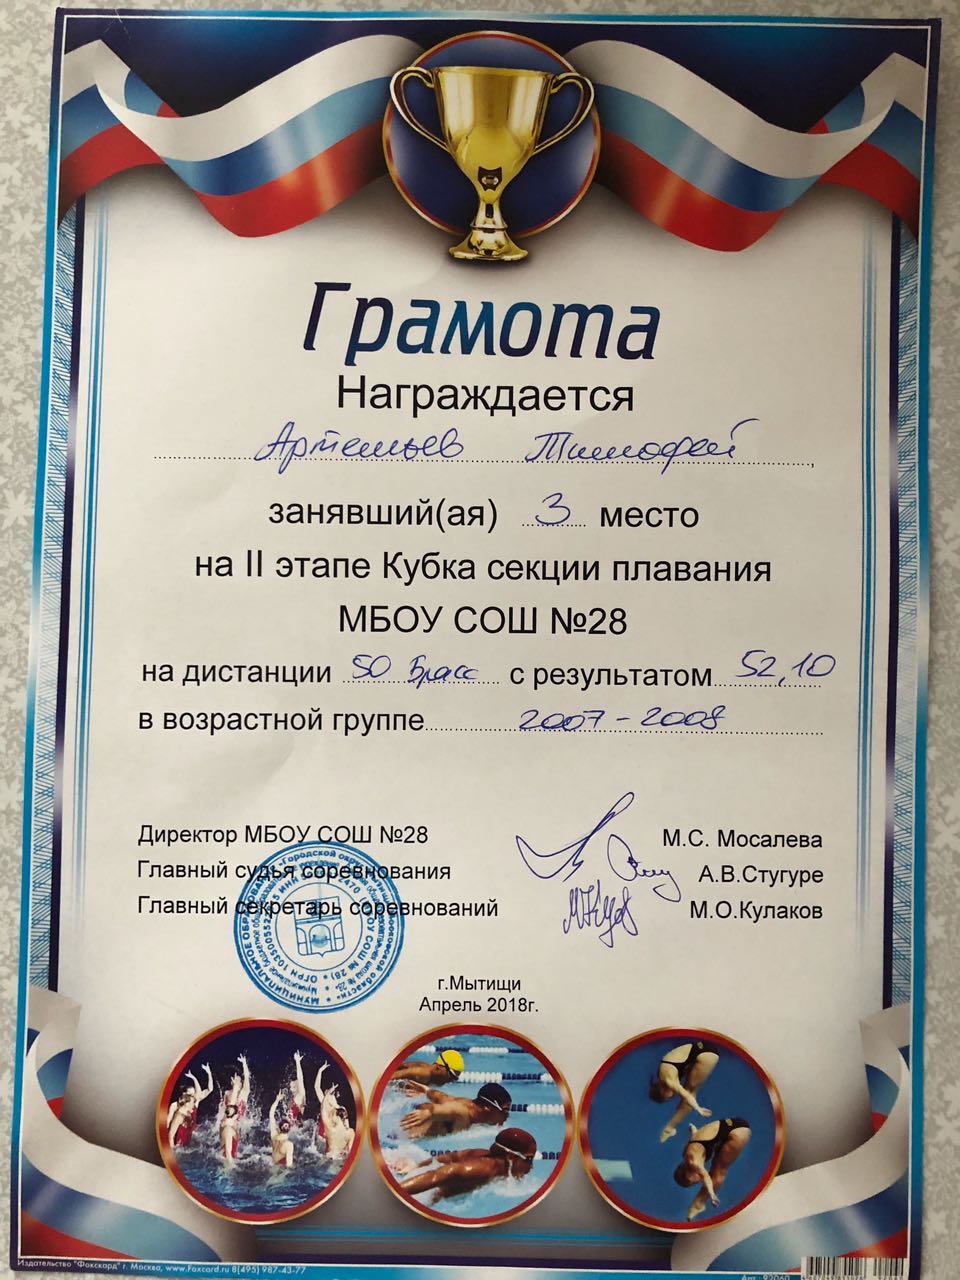 Грамота
Награждается
Артемьев Тимофей,
занявший(ая) 3 место
на II этапе Кубка секции плавания
МБОУ СОШ №28
на дистанции 50 Брасс с результатом 52,10
в возрастной группе 2007-2008
Директор МБОУ СОШ №28 М.С. Мосалева
Главный судья соревнования А.В.Стугуре
Главный секретарь соревнований М.О.Кулаков
г.Мытищи
Апрель 2018г.
Издательство "Фокскард" г. Москва, www.Foxcard.ru 8(495) 987-43-77